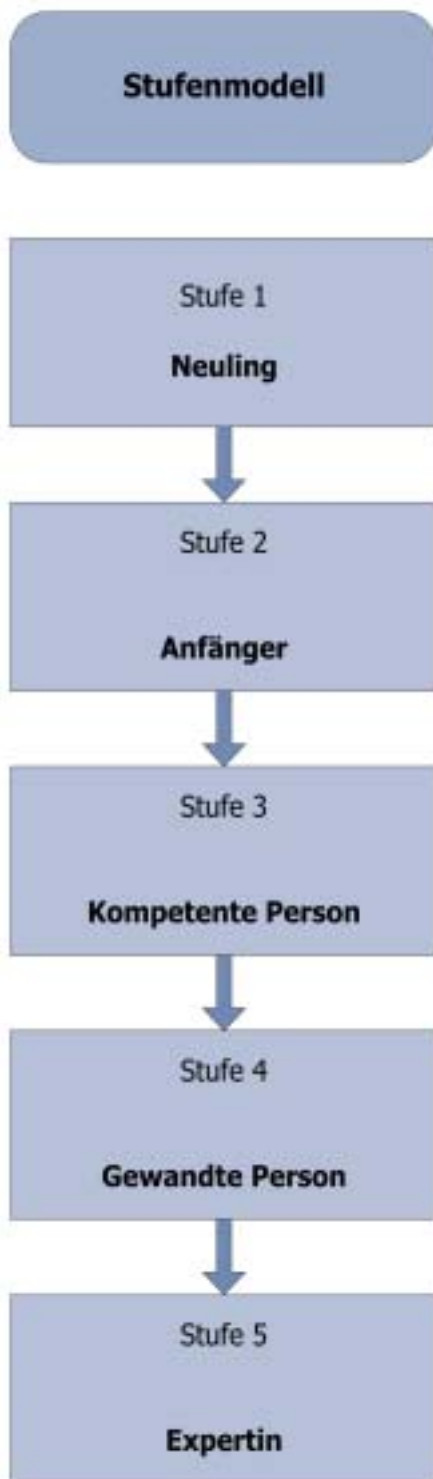 Stufenmodell
Stufe 1
Neuling
Stufe 2
Anfänger
Stufe 3
Kompetente Person
Stufe 4
Gewandte Person
Stufe 5
Expertin